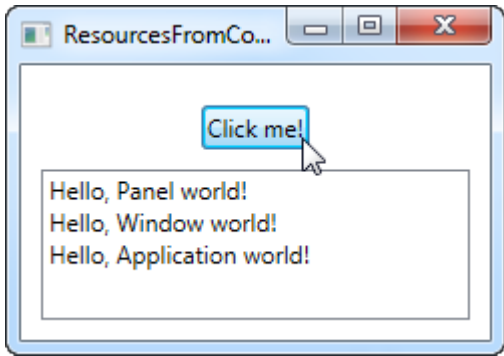 ResourcesFromCo...
Click me!
Hello, Panel world!
Hello, Window world!
Hello, Application world!